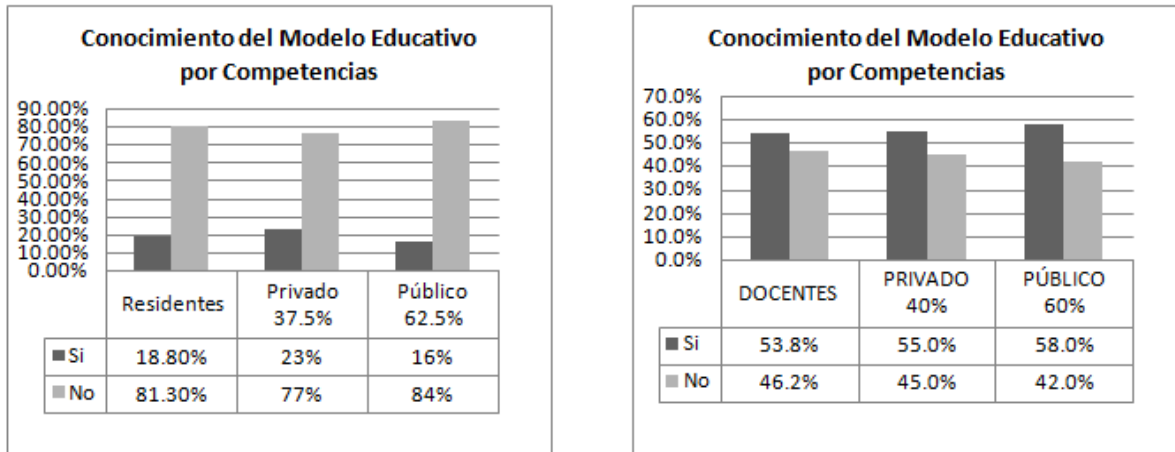 Conocimiento del Modelo Educativo
por Competencias
90.00%
80.00%
70.00%
60.00%
50.00%
40.00%
30.00%
20.00%
10.00%
0.00%
Residentes Privado 37.5% Público 62.5%
Si 18.80% 23% 16%
No 81.30% 77% 84%
Conocimiento del Modelo Educativo
por Competencias
70.0%
60.0%
50.0%
40.0%
30.0%
20.0%
10.0%
0.0%
DOCENTES PRIVADO 40% PÚBLICO 60%
Si 53.8% 55.0% 58.0%
No 46.2% 45.0% 42.0%